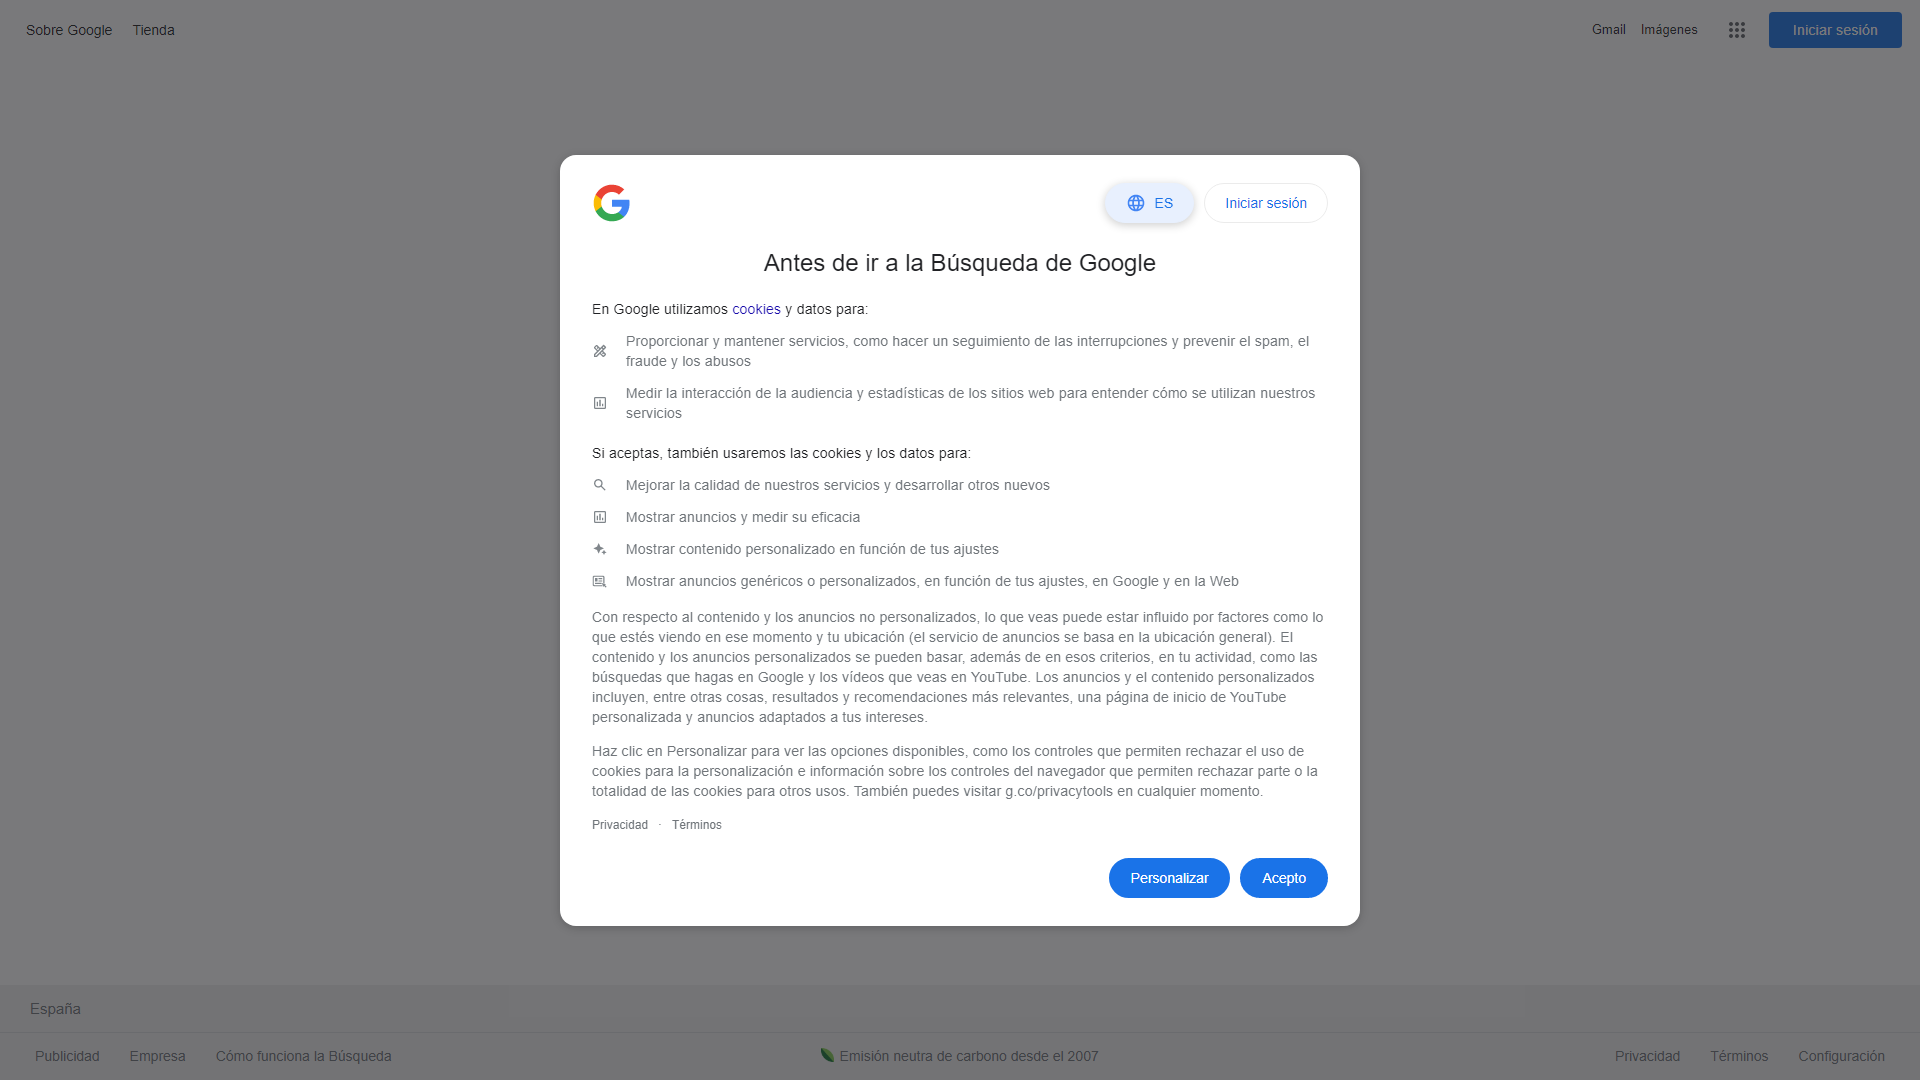 Sobre Google Tienda Gmail Imágenes Iniciar sesión
ES Iniciar sesión
Antes de ir a la Búsqueda de Google
En Google utilizamos cookies y datos para:
Proporcionar y mantener servicios, como hacer un seguimiento de las interrupciones y prevenir el spam, el
fraude y los abusos
Medir la interacción de la audiencia y estadísticas de los sitios web para entender cómo se utilizan nuestros
servicios
Si aceptas, también usaremos las cookies y los datos para:
Mejorar la calidad de nuestros servicios y desarrollar otros nuevos
Mostrar anuncios y medir su eficacia
Mostrar contenido personalizado en función de tus ajustes
Mostrar anuncios genéricos o personalizados, en función de tus ajustes, en Google y en la Web
Con respecto al contenido y los anuncios no personalizados, lo que veas puede estar influido por factores como lo
que estés viendo en ese momento y tu ubicación (el servicio de anuncios se basa en la ubicación general). El
contenido y los anuncios personalizados se pueden basar, además de en esos criterios, en tu actividad, como las
búsquedas que hagas en Google y los vídeos que veas en YouTube. Los anuncios y el contenido personalizados
incluyen, entre otras cosas, resultados y recomendaciones más relevantes, una página de inicio de YouTube
personalizada y anuncios adaptados a tus intereses.
Haz clic en Personalizar para ver las opciones disponibles, como los controles que permiten rechazar el uso de
cookies para la personalización e información sobre los controles del navegador que permiten rechazar parte o la
totalidad de las cookies para otros usos. También puedes visitar g.co/privacytools en cualquier momento.
Privacidad · Términos
Personalizar Acepto
España
Publicidad Empresa Cómo funciona la Búsqueda Emisión neutra de carbono desde el 2007 Privacidad Términos Configuración